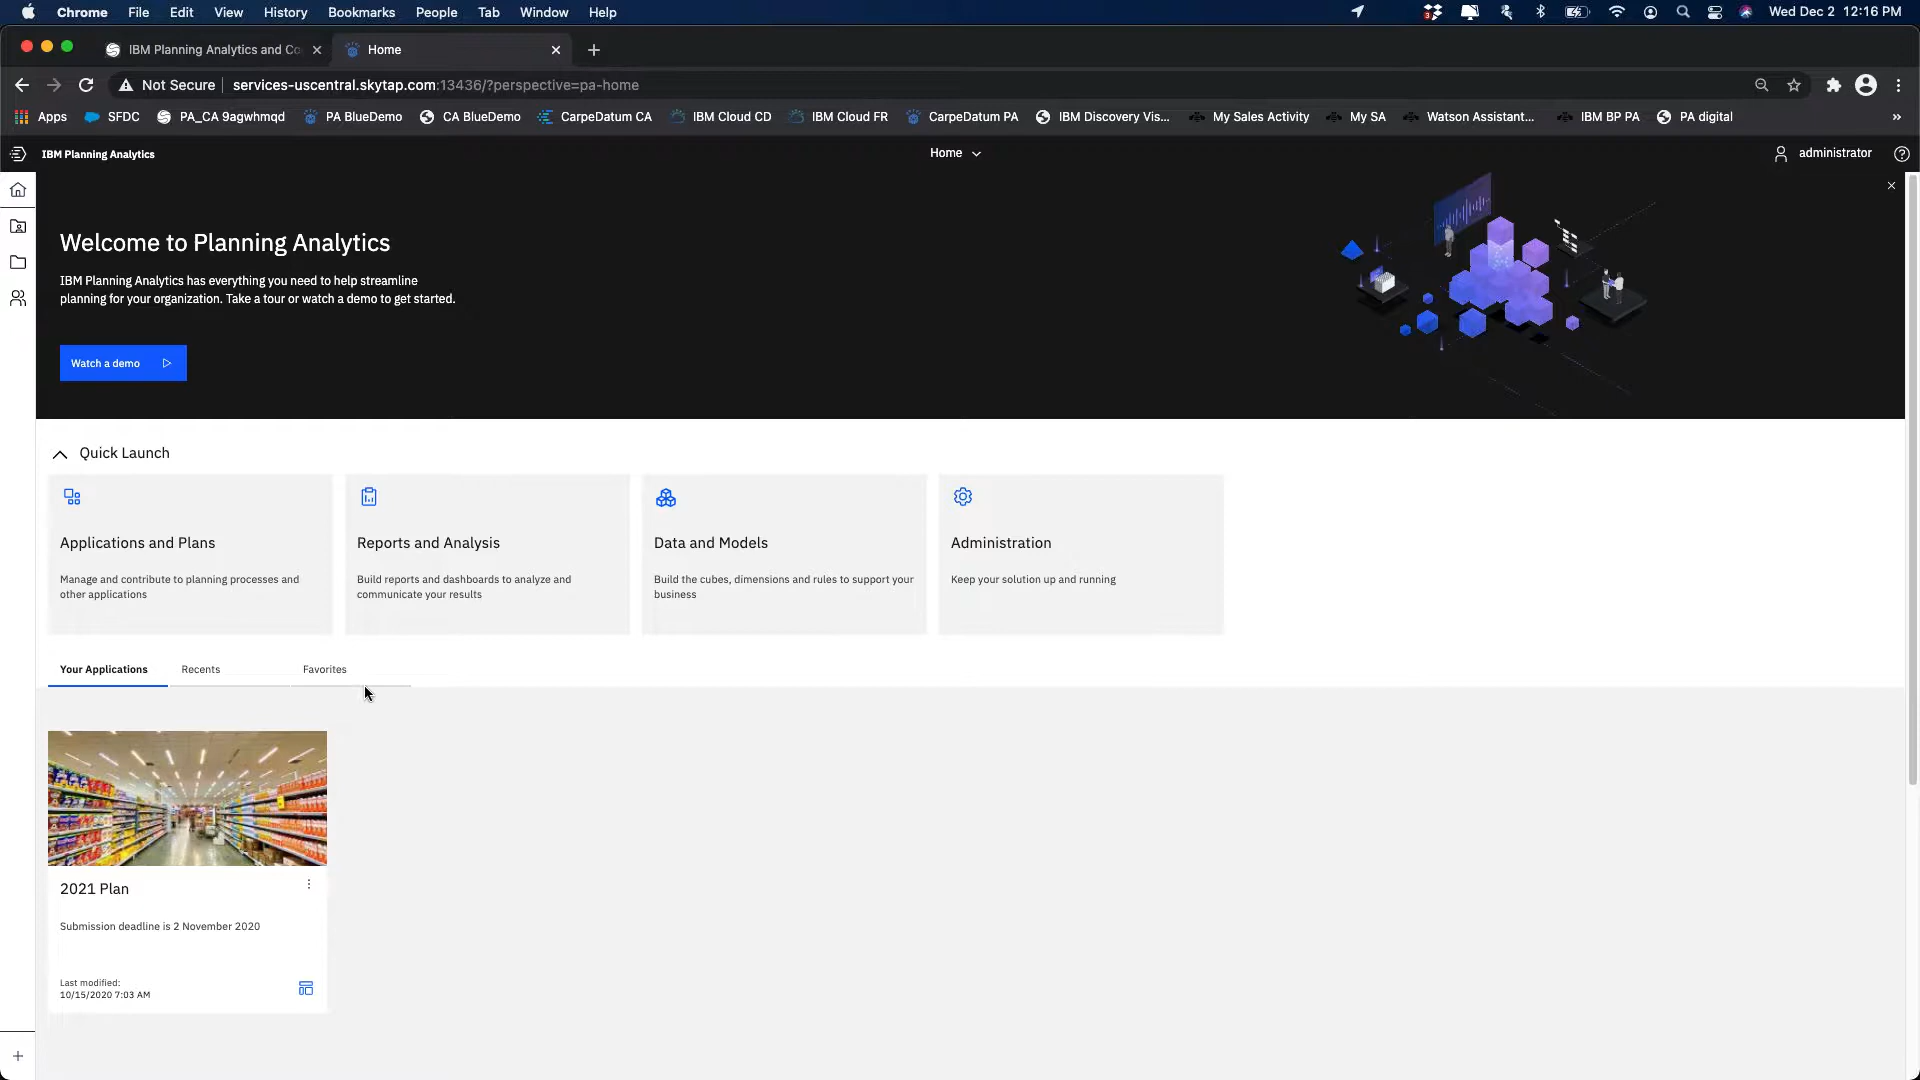 Chrome File Edit View History Bookmarks People Tab Window Help
Wed Dec 2 12:16 PM
IBM Planning Analytics and Co
Home
Not Secure
services-uscentral.skytap.com:13436/?perspective=pa-home
Apps SFDC PA_CA 9agwhmqd PA BlueDemo CA BlueDemo CarpeDatum CA IBM Cloud CD IBM Cloud FR CarpeDatum PA IBM Discovery Vis... My Sales Activity My SA Watson Assistant... IBM BP PA PA digital »
IBM Planning Analytics
Home
administrator
Welcome to Planning Analytics
IBM Planning Analytics has everything you need to help streamline
planning for your organization. Take a tour or watch a demo to get started.
Watch a demo
Quick Launch
Applications and Plans
Manage and contribute to planning processes and
other applications
Reports and Analysis
Build reports and dashboards to analyze and
communicate your results
Data and Models
Build the cubes, dimensions and rules to support your
business
Administration
Keep your solution up and running
Your Applications Recents Favorites
2021 Plan
Submission deadline is 2 November 2020
Last modified:
10/15/2020 7:03 AM